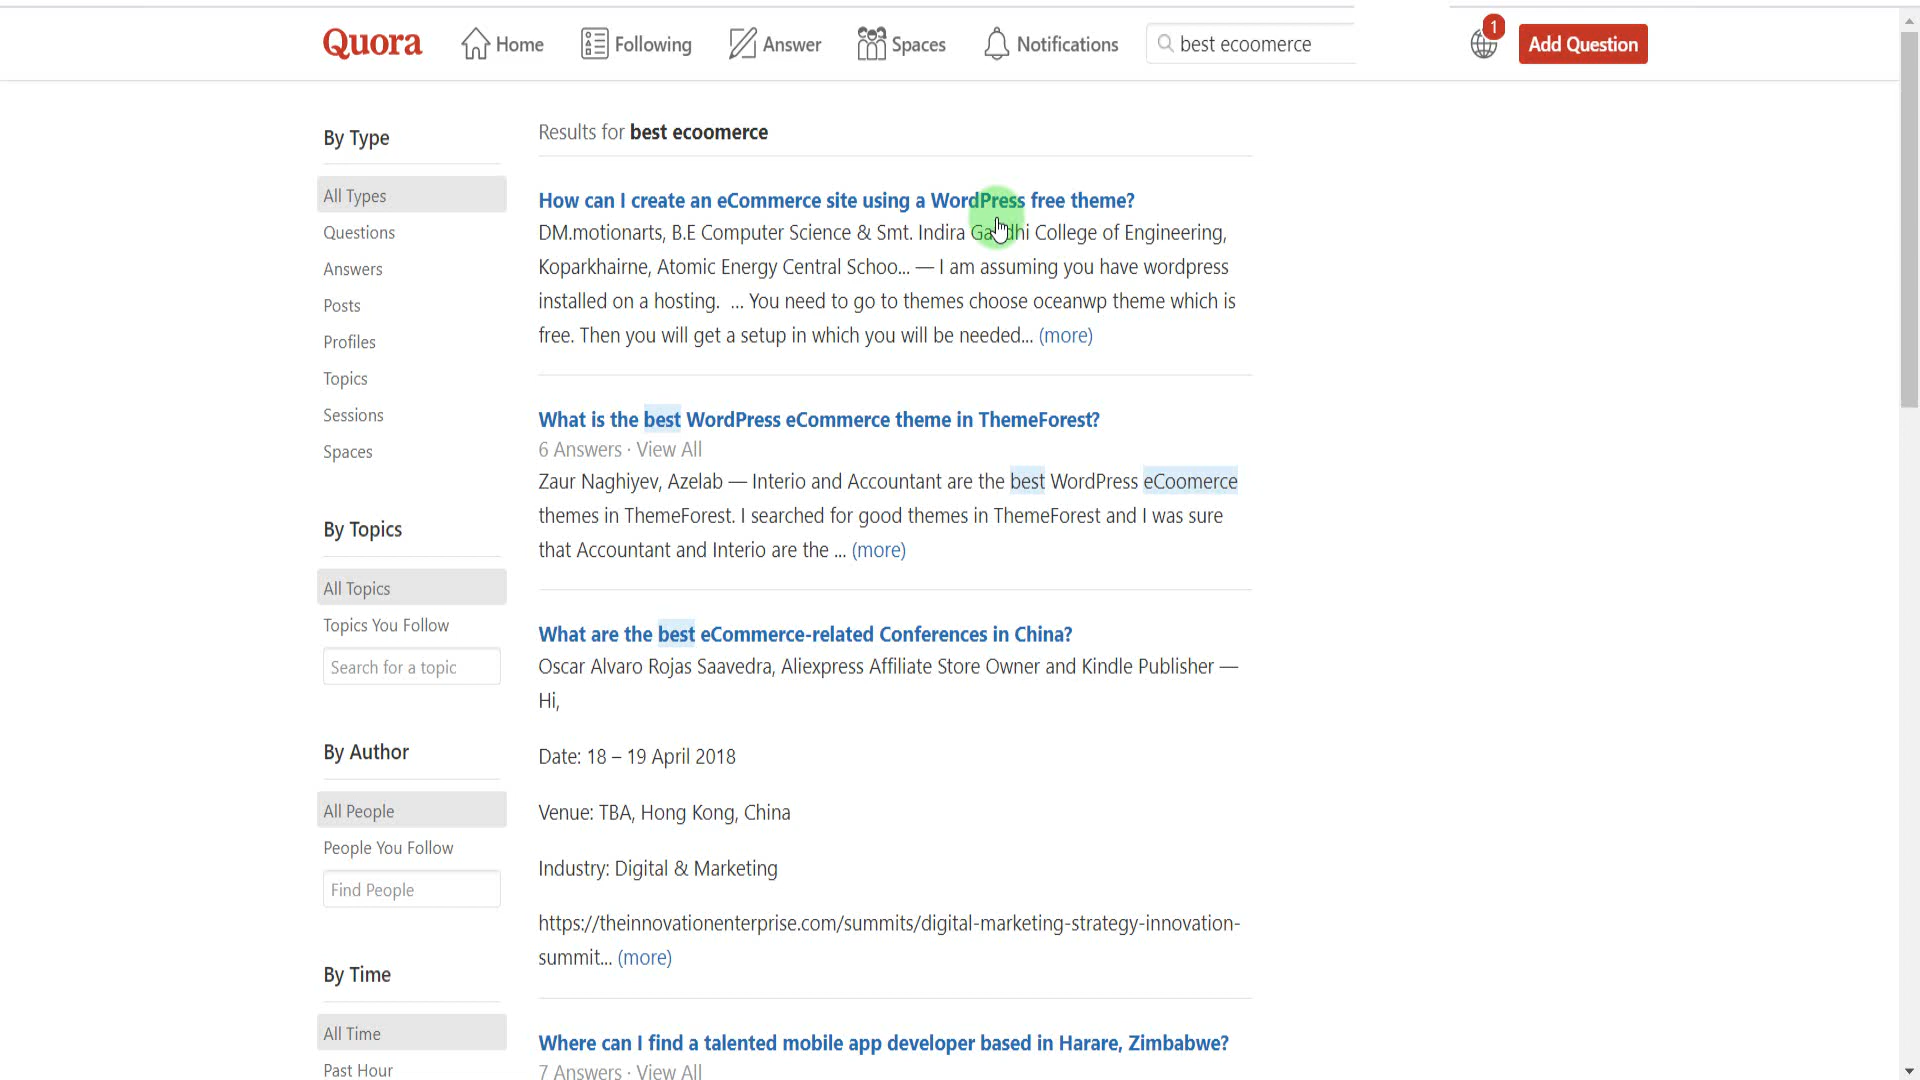 Quora
Home
Following
Answer
Spaces
Notifications
best ecoomerce
1
Add Question
By Type
All Types
Questions
Answers
Posts
Profiles
Topics
Sessions
Spaces
By Topics
All Topics
Topics You Follow
Search for a topic
By Author
All People
People You Follow
Find People
By Time
All Time
Past Hour
Results for best ecoomerce
How can I create an eCommerce site using a WordPress free theme?
DM.motionarts, B.E Computer Science & Smt. Indira Gandhi College of Engineering,
Koparkhairne, Atomic Energy Central Schoo... — I am assuming you have wordpress
installed on a hosting. ... You need to go to themes choose oceanwp theme which is
free. Then you will get a setup in which you will be needed... (more)
What is the best WordPress eCommerce theme in ThemeForest?
6 Answers · View All
Zaur Naghiyev, Azelab — Interio and Accountant are the best WordPress eCoomerce
themes in ThemeForest. I searched for good themes in ThemeForest and I was sure
that Accountant and Interio are the ... (more)
What are the best eCommerce-related Conferences in China?
Oscar Alvaro Rojas Saavedra, Aliexpress Affiliate Store Owner and Kindle Publisher —
Hi,
Date: 18 – 19 April 2018
Venue: TBA, Hong Kong, China
Industry: Digital & Marketing
https://theinnovationenterprise.com/summits/digital-marketing-strategy-innovation-
summit... (more)
Where can I find a talented mobile app developer based in Harare, Zimbabwe?
7 Answers · View All